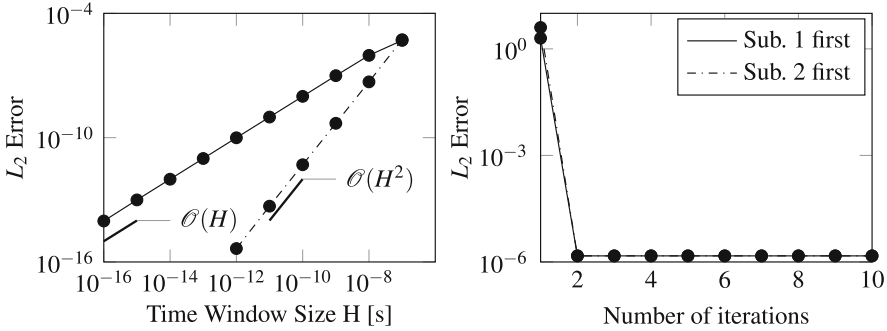 10^−4
10^−10
10^−16
L_2 Error
𝒪(H)
𝒪(H^2)
10^−16 10^−14 10^−12 10^−10 10^−8
Time Window Size H [s]
10^0
10^−3
10^−6
L_2 Error
Sub. 1 first
Sub. 2 first
2 4 6 8 10
Number of iterations